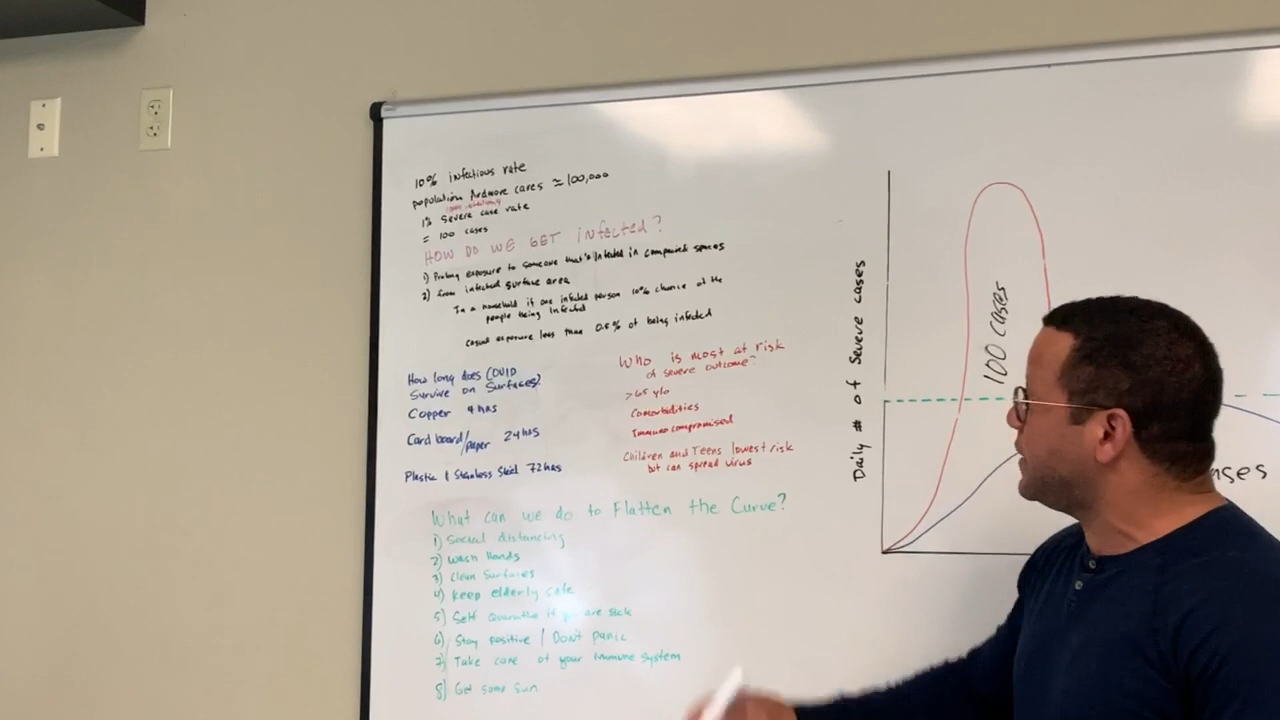 10% infectious rate
population Ardmore cares ≃ 100,000
1% severe case rate
= 100 cases
HOW DO WE GET infected?
1) Prolong exposure to someone that's infected in compacted spaces
2) from infected surface area
In a household if one infected person 10% chance of the
people being infected
casual exposure less than 0.5% of being infected
How long does COVID
Survive on Surfaces?
Copper 4 hrs
Card board/paper 24 hrs
Plastic & Stainless Steel 72 hrs
Who is most at risk
of severe outcome?
>65 y/o
Comorbidities
Immunocompromised
Children and Teens lowest risk
but can spread virus
What can we do to Flatten the Curve?
1) Social distancing
2) Wash Hands
3) Clean Surfaces
4) Keep elderly safe
5) Self Quarantine if you are sick
6) Stay positive / Don't panic
7) Take care of your immune system
8) Get some sun
Daily # of Severe cases
100 cases